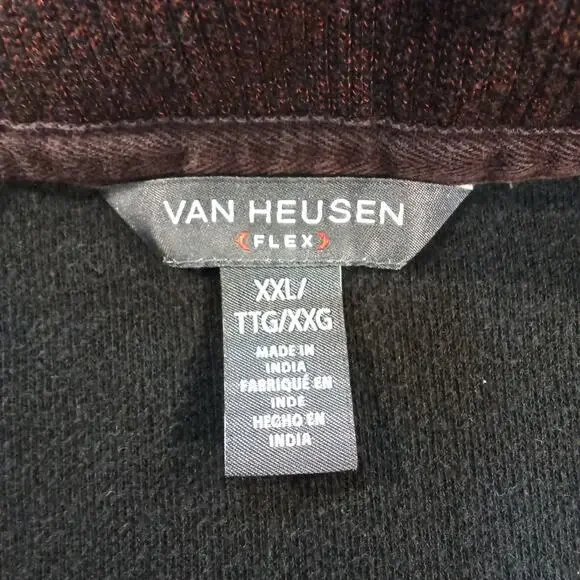 VAN HEUSEN
FLEX
XXL/
TTG/XXG
MADE IN
INDIA
FABRIQUÉ EN
INDE
HECHO EN
INDIA